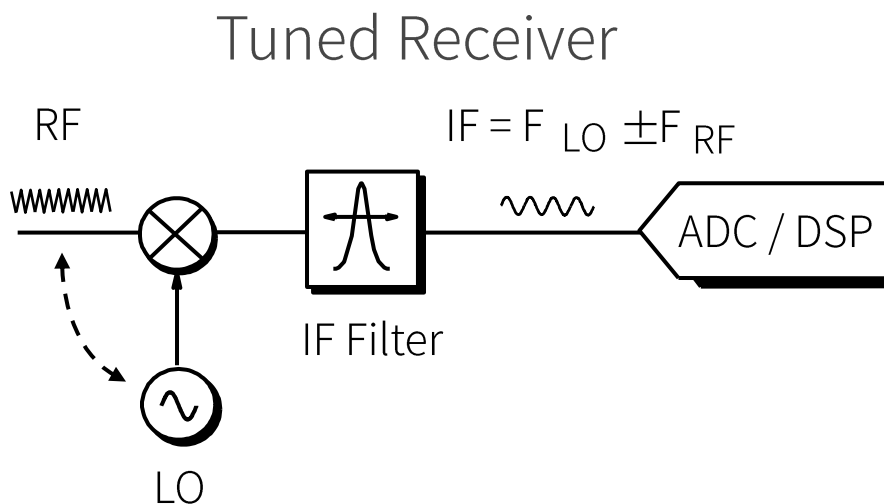 Tuned Receiver
RF
IF = F LO ±F RF
ADC / DSP
IF Filter
LO